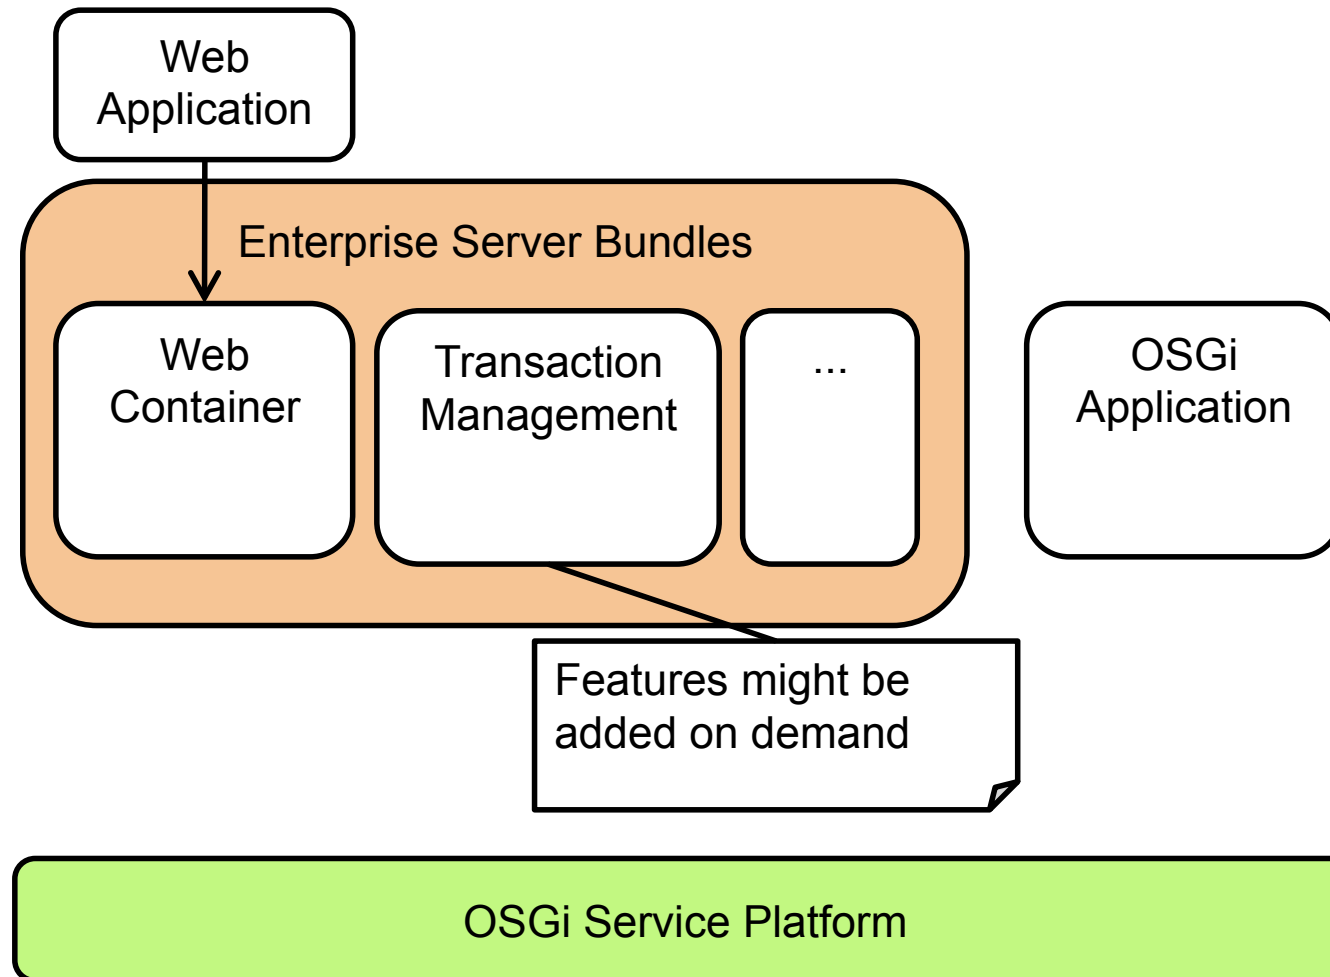 Web
Application
Enterprise Server Bundles
Web
Container
Transaction
Management
...
OSGi
Application
Features might be
added on demand
OSGi Service Platform